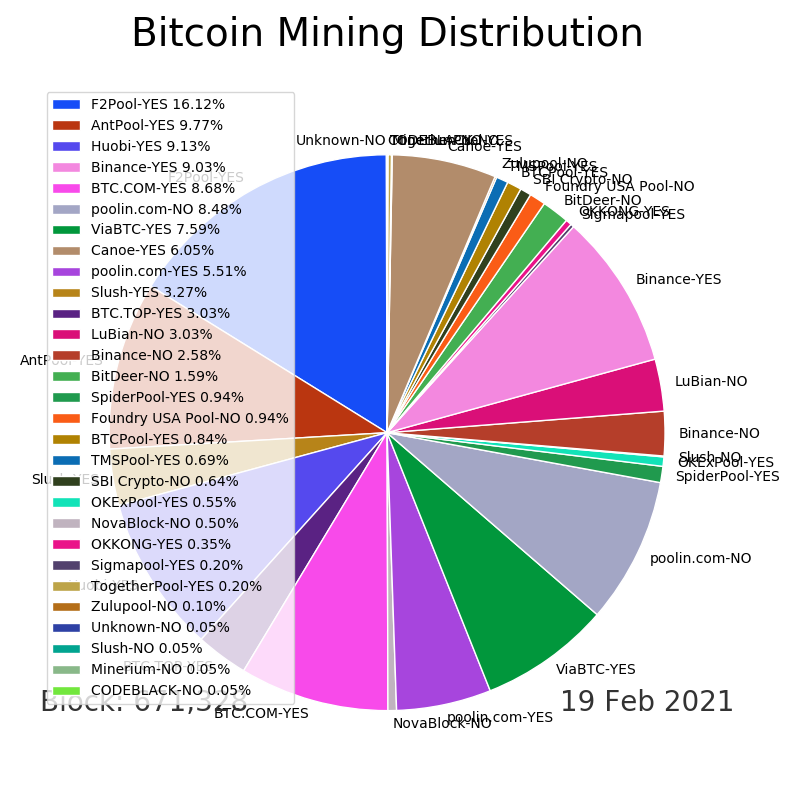 Bitcoin Mining Distribution
F2Pool-YES 16.12%
AntPool-YES 9.77%
Huobi-YES 9.13%
Binance-YES 9.03%
BTC.COM-YES 8.68%
poolin.com-NO 8.48%
ViaBTC-YES 7.59%
Canoe-YES 6.05%
poolin.com-YES 5.51%
Slush-YES 3.27%
BTC.TOP-YES 3.03%
LuBian-NO 3.03%
Binance-NO 2.58%
BitDeer-NO 1.59%
SpiderPool-YES 0.94%
Foundry USA Pool-NO 0.94%
BTCPool-YES 0.84%
TMSPool-YES 0.69%
SBI Crypto-NO 0.64%
OKExPool-YES 0.55%
NovaBlock-NO 0.50%
OKKONG-YES 0.35%
Sigmapool-YES 0.20%
TogetherPool-YES 0.20%
Zulupool-NO 0.10%
Unknown-NO 0.05%
Slush-NO 0.05%
Minerium-NO 0.05%
CODEBLACK-NO 0.05%
Unknown-NO
Canoe-YES
Zulupool-NO
TMSPool-YES
BTCPool-YES
SBI Crypto-NO
Foundry USA Pool-NO
BitDeer-NO
OKKONG-YES
Sigmapool-YES
Binance-YES
LuBian-NO
Binance-NO
Slush-NO
OKExPool-YES
SpiderPool-YES
poolin.com-NO
ViaBTC-YES
poolin.com-YES
NovaBlock-NO
BTC.COM-YES
BTC.TOP-YES
Slush-YES
AntPool-YES
F2Pool-YES
Block: 671,328
19 Feb 2021